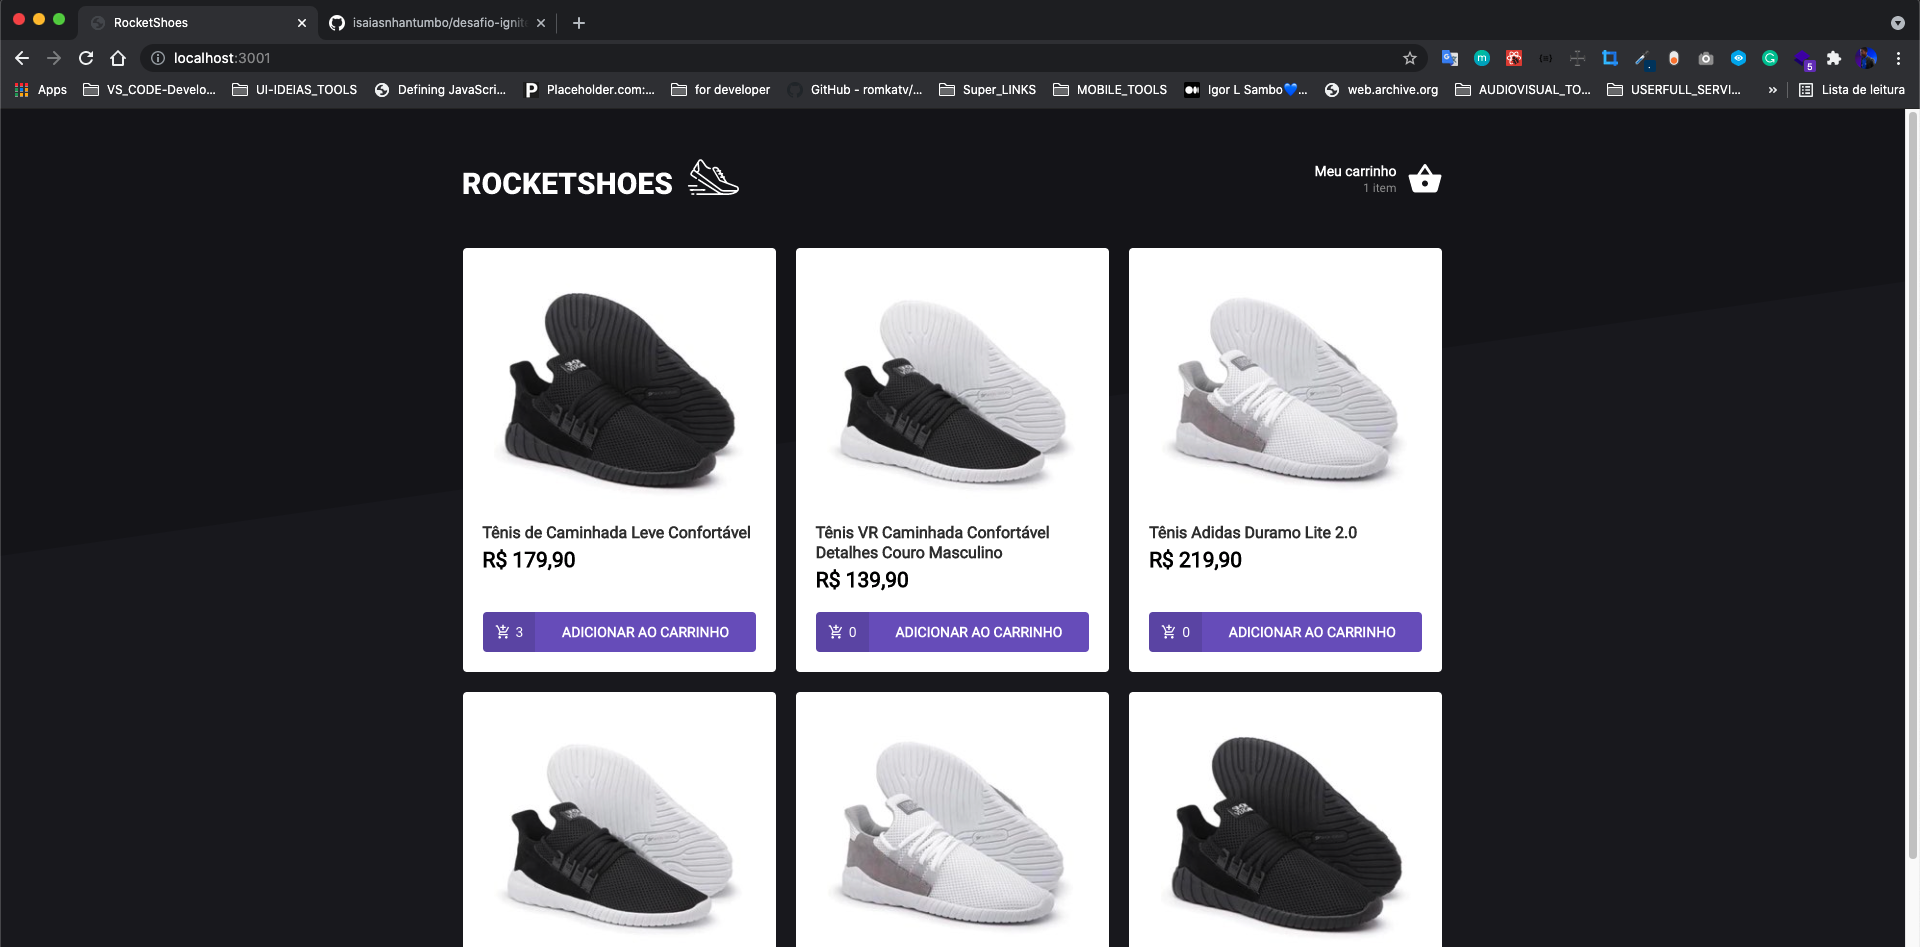 RocketShoes
isaiasnhantumbo/desafio-ignit
localhost:3001
Apps
VS_CODE-Develo...
UI-IDEIAS_TOOLS
Defining JavaScri...
Placeholder.com:...
for developer
GitHub - romkatv/...
Super_LINKS
MOBILE_TOOLS
Igor L Sambo💙...
web.archive.org
AUDIOVISUAL_TO...
USERFULL_SERVI...
»
Lista de leitura
ROCKETSHOES
Meu carrinho
1 item
Tênis de Caminhada Leve Confortável
R$ 179,90
3 ADICIONAR AO CARRINHO
Tênis VR Caminhada Confortável
Detalhes Couro Masculino
R$ 139,90
0 ADICIONAR AO CARRINHO
Tênis Adidas Duramo Lite 2.0
R$ 219,90
0 ADICIONAR AO CARRINHO